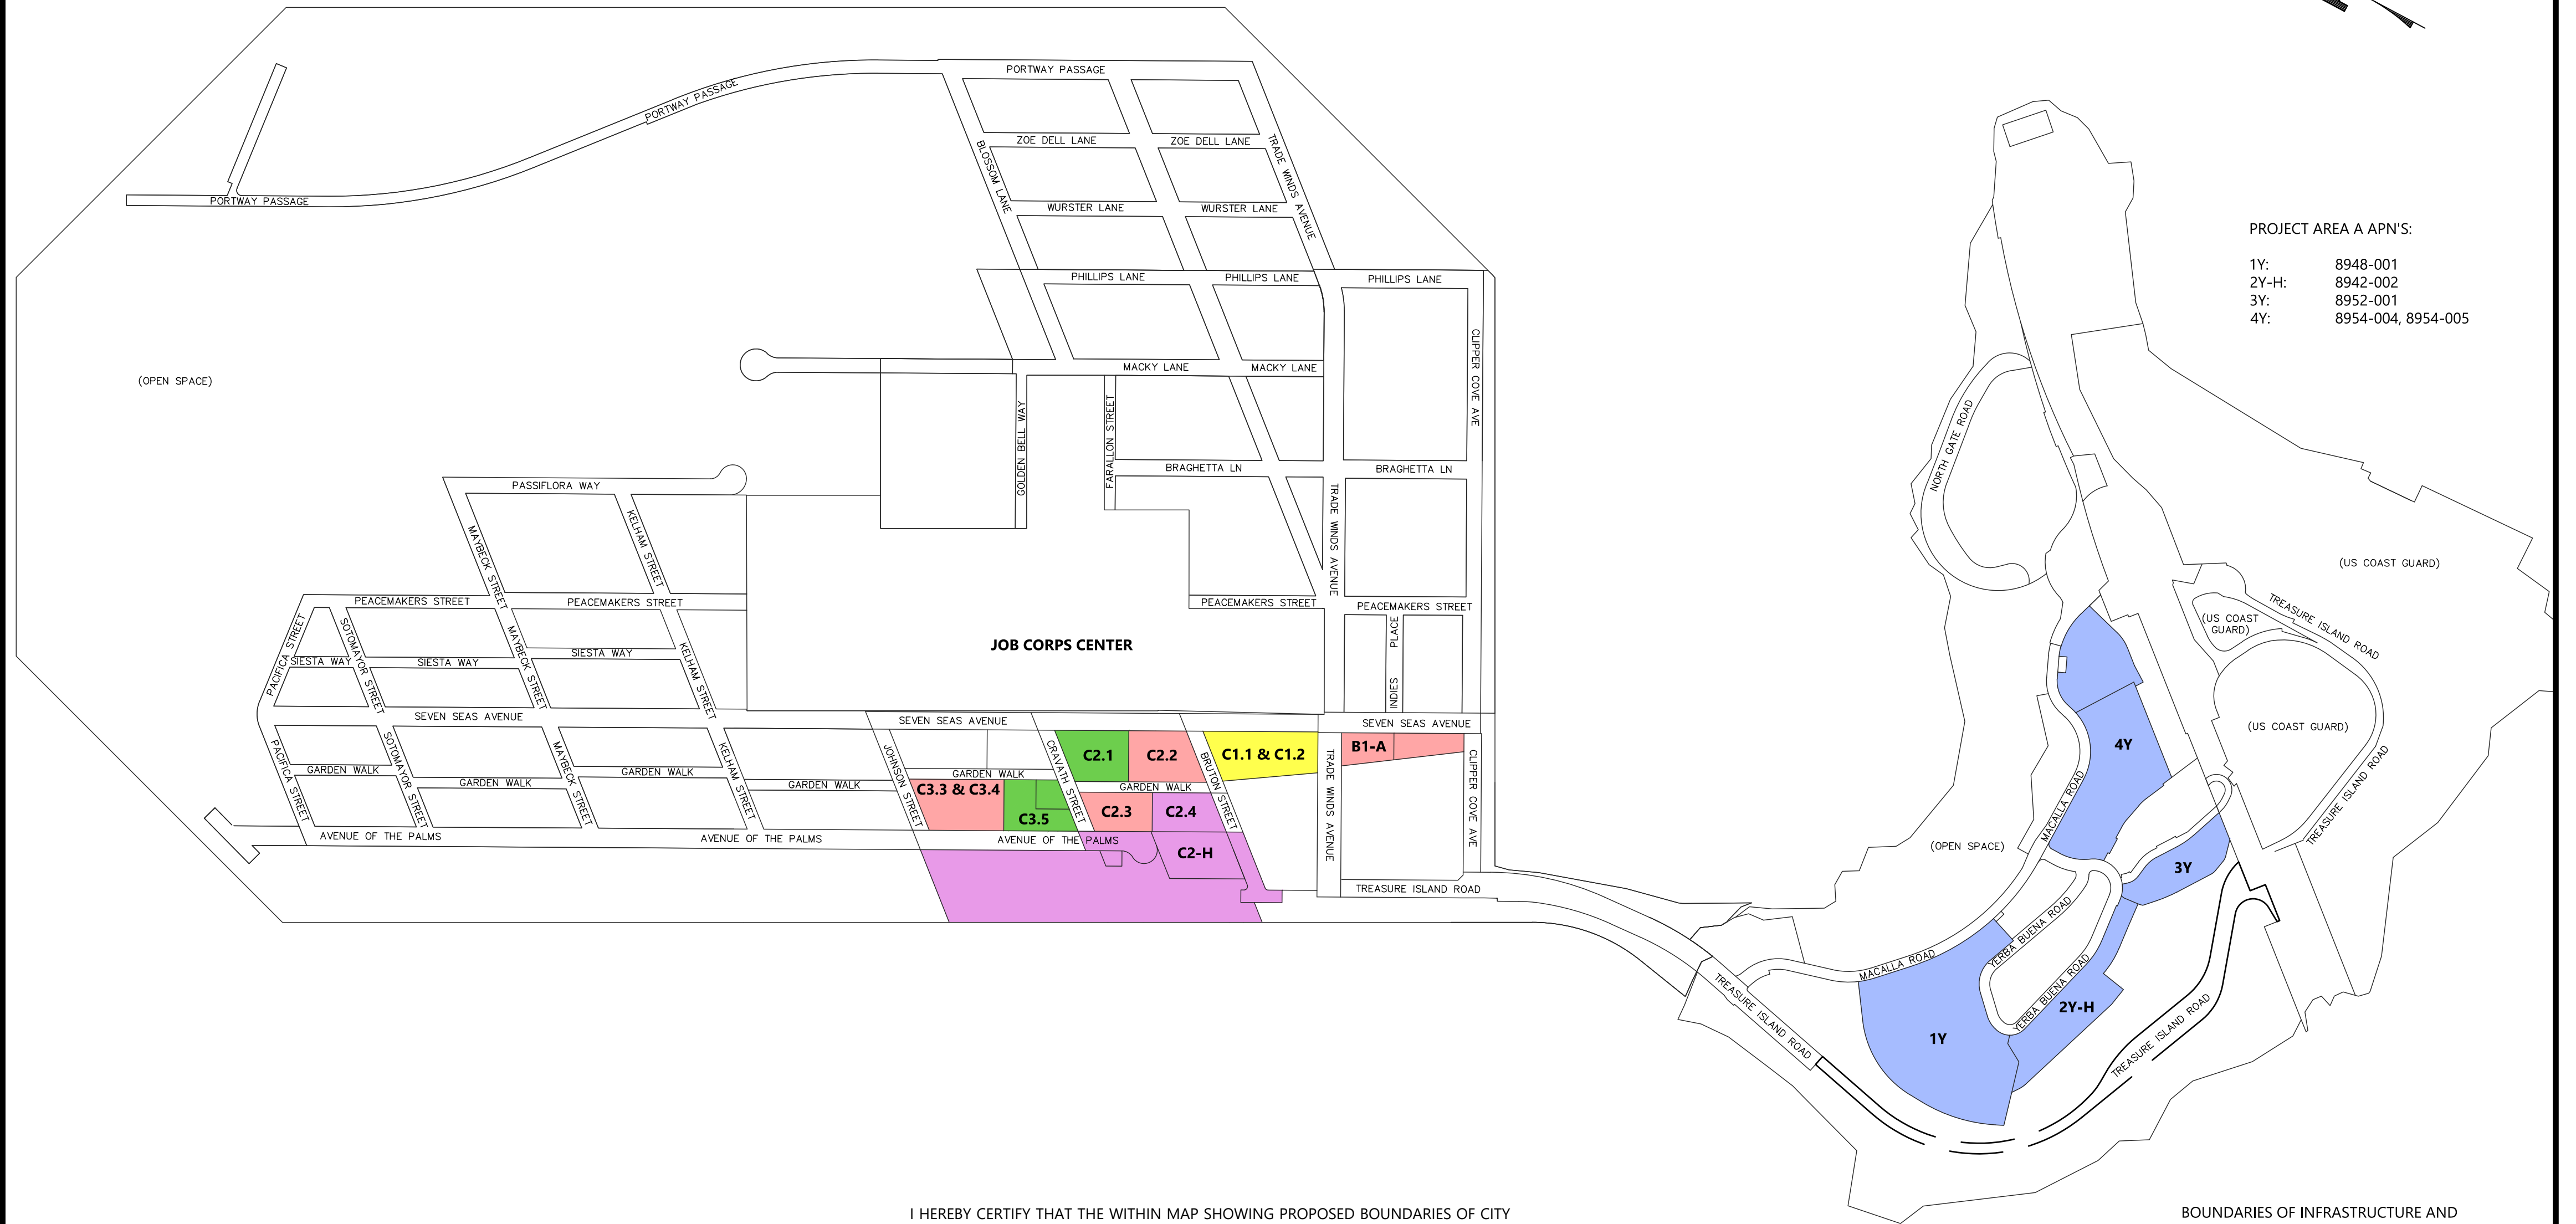 PORTWAY PASSAGE
PORTWAY PASSAGE
PORTWAY PASSAGE
ZOE DELL LANE
ZOE DELL LANE
BLOSSOM LANE
TRADE WINDS AVENUE
WURSTER LANE
WURSTER LANE
PHILLIPS LANE
PHILLIPS LANE
PHILLIPS LANE
CLIPPER COVE AVE
MACKY LANE
MACKY LANE
(OPEN SPACE)
GOLDEN BELL WAY
FARALLON STREET
BRAGHETTA LN
BRAGHETTA LN
TRADE WINDS AVENUE
PASSIFLORA WAY
MAYBECK STREET
KELHAM STREET
PEACEMAKERS STREET
PEACEMAKERS STREET
PEACEMAKERS STREET
PEACEMAKERS STREET
PACIFICA STREET
SOTOMAYOR STREET
MAYBECK STREET
KELHAM STREET
SIESTA WAY
SIESTA WAY
SIESTA WAY
JOB CORPS CENTER
INDIES PLACE
SEVEN SEAS AVENUE
SEVEN SEAS AVENUE
SEVEN SEAS AVENUE
PACIFICA STREET
SOTOMAYOR STREET
MAYBECK STREET
KELHAM STREET
JOHNSON STREET
CRAVATH STREET
BRUTON STREET
TRADE WINDS AVENUE
CLIPPER COVE AVE
C2.1
C2.2
C1.1 & C1.2
B1-A
GARDEN WALK
GARDEN WALK
GARDEN WALK
GARDEN WALK
GARDEN WALK
GARDEN WALK
C3.3 & C3.4
C3.5
C2.3
C2.4
AVENUE OF THE PALMS
AVENUE OF THE PALMS
AVENUE OF THE PALMS
C2-H
TREASURE ISLAND ROAD
PROJECT AREA A APN'S:
1Y: 8948-001
2Y-H: 8942-002
3Y: 8952-001
4Y: 8954-004, 8954-005
NORTH GATE ROAD
(US COAST GUARD)
(US COAST
GUARD)
TREASURE ISLAND ROAD
(US COAST GUARD)
TREASURE ISLAND ROAD
4Y
MACALLA ROAD
(OPEN SPACE)
3Y
YERBA BUENA ROAD
MACALLA ROAD
YERBA BUENA ROAD
2Y-H
1Y
TREASURE ISLAND ROAD
TREASURE ISLAND ROAD
I HEREBY CERTIFY THAT THE WITHIN MAP SHOWING PROPOSED BOUNDARIES OF CITY
BOUNDARIES OF INFRASTRUCTURE AND